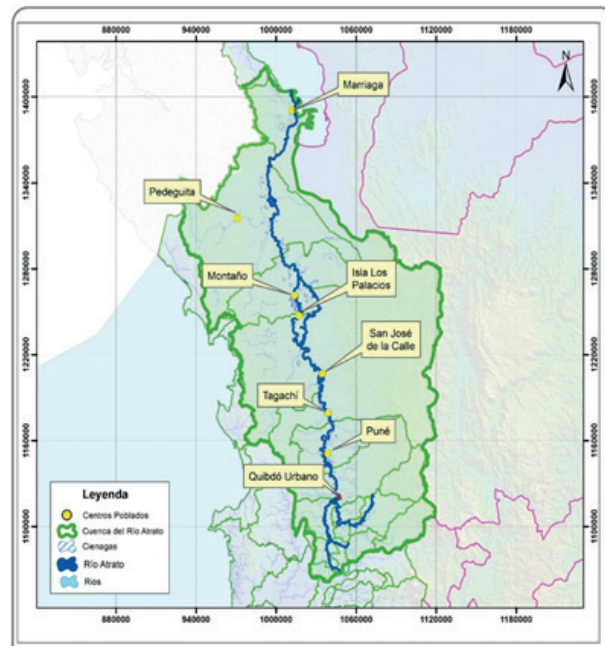 880000 940000 1000000 1060000 1120000 1180000
N
1400000
1340000
1280000
1220000
1160000
1100000
Marriaga
Pedeguita
Montaño
Isla Los
Palacios
San José
de la Calle
Tagachí
Puné
Quibdó Urbano
Leyenda
Centros Poblados
Cuenca del Río Atrato
Cienagas
Río Atrato
Rios
880000 940000 1000000 1060000 1120000 1180000